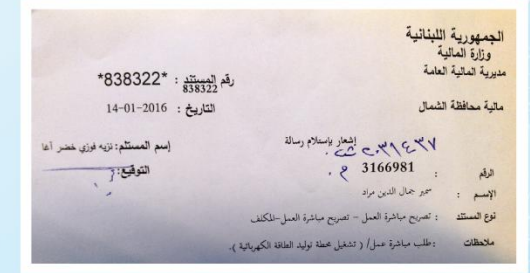 الجمهورية اللبنانية
وزارة المالية
مديرية المالية العامة
رقم المستند : *838322*
838322
مالية محافظة الشمال
التاريخ : 14-01-2016
إشعار بإستلام رسالة
إسم المستلم: نزيه فوزي خضر آغا
٢٠٣١٤٣٧
الرقم : 3166981
التوقيع:
الإسم : سمير جمال الدين مراد
نوع المستند : تصريح مباشرة العمل - تصريح مباشرة العمل-المكلف
ملاحظات : طلب مباشرة عمل/ ( تشغيل محطة توليد الطاقة الكهربائية ).